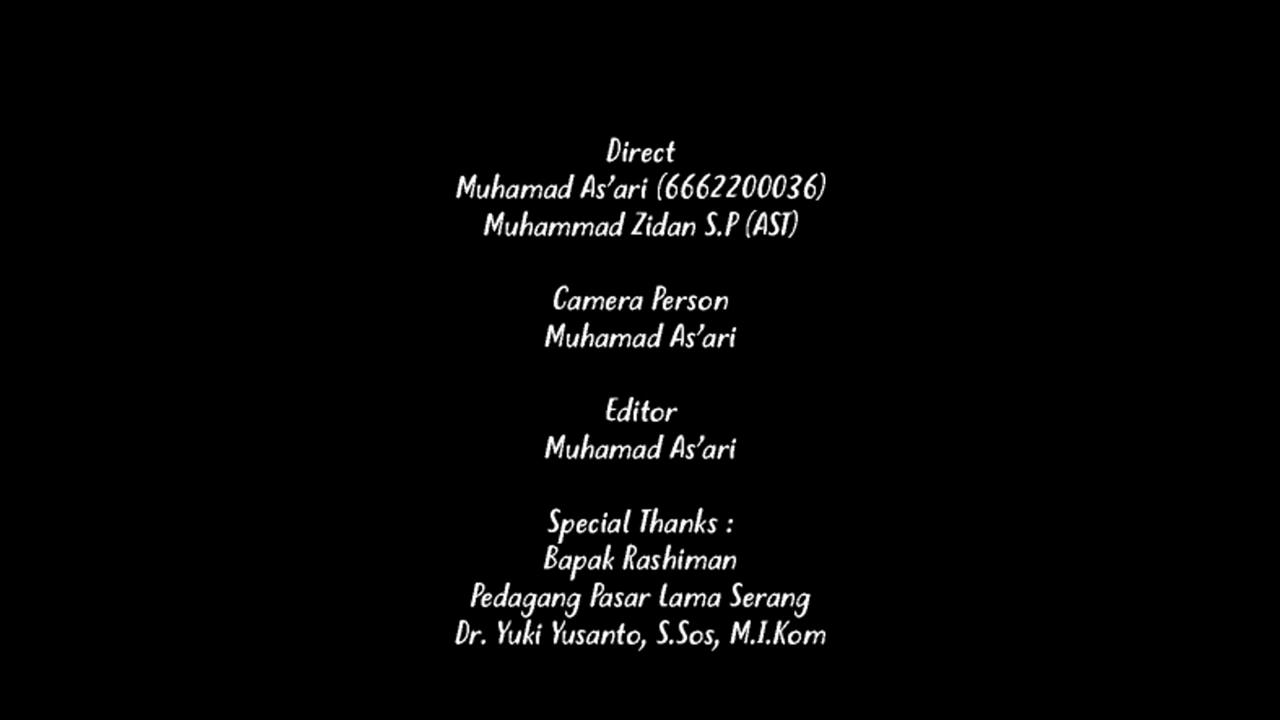 Direct
Muhamad As'ari (6662200036)
Muhammad Zidan S.P (AST)
Camera Person
Muhamad As'ari
Editor
Muhamad As'ari
Special Thanks :
Bapak Rashiman
Pedagang Pasar Lama Serang
Dr. Yuki Yusanto, S.Sos, M.I.Kom